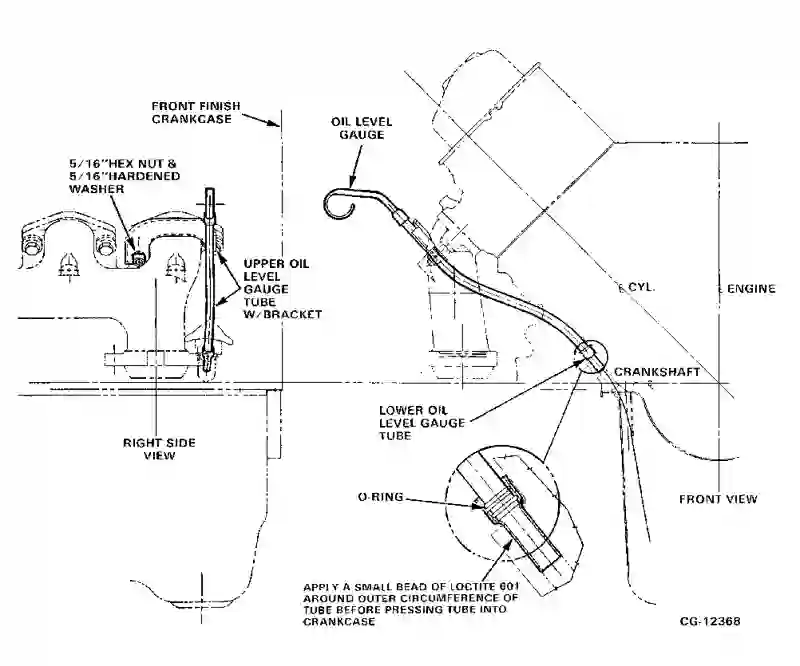 FRONT FINISH
CRANKCASE
OIL LEVEL
GAUGE
5/16"HEX NUT &
5/16"HARDENED
WASHER
UPPER OIL
LEVEL
GAUGE
TUBE
W/BRACKET
CYL.
ENGINE
CRANKSHAFT
LOWER OIL
LEVEL GAUGE
TUBE
RIGHT SIDE
VIEW
O-RING
FRONT VIEW
APPLY A SMALL BEAD OF LOCTITE 601
AROUND OUTER CIRCUMFERENCE OF
TUBE BEFORE PRESSING TUBE INTO
CRANKCASE
CG-12368